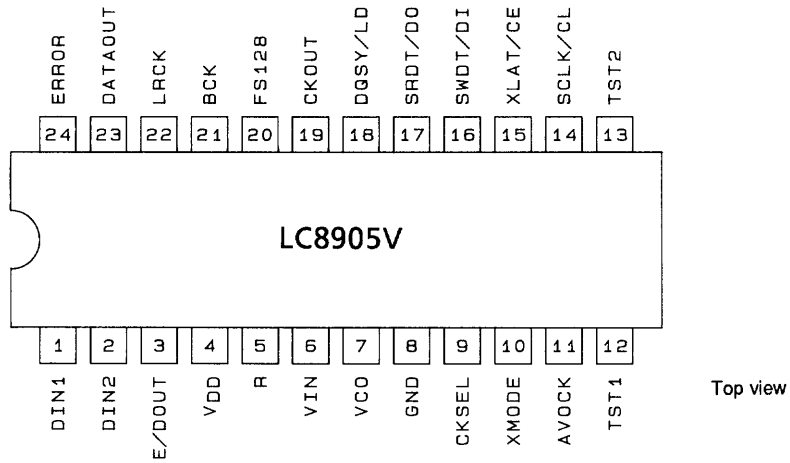 ERROR
DATAOUT
LRCK
BCK
FS128
CKOUT
DQSY/LD
SRDT/DO
SWDT/DI
XLAT/CE
SCLK/CL
TST2
24 23 22 21 20 19 18 17 16 15 14 13
LC8905V
1 2 3 4 5 6 7 8 9 10 11 12
DIN1
DIN2
E/DOUT
VDD
R
VIN
VCO
GND
CKSEL
XMODE
AVOCK
TST1
Top view